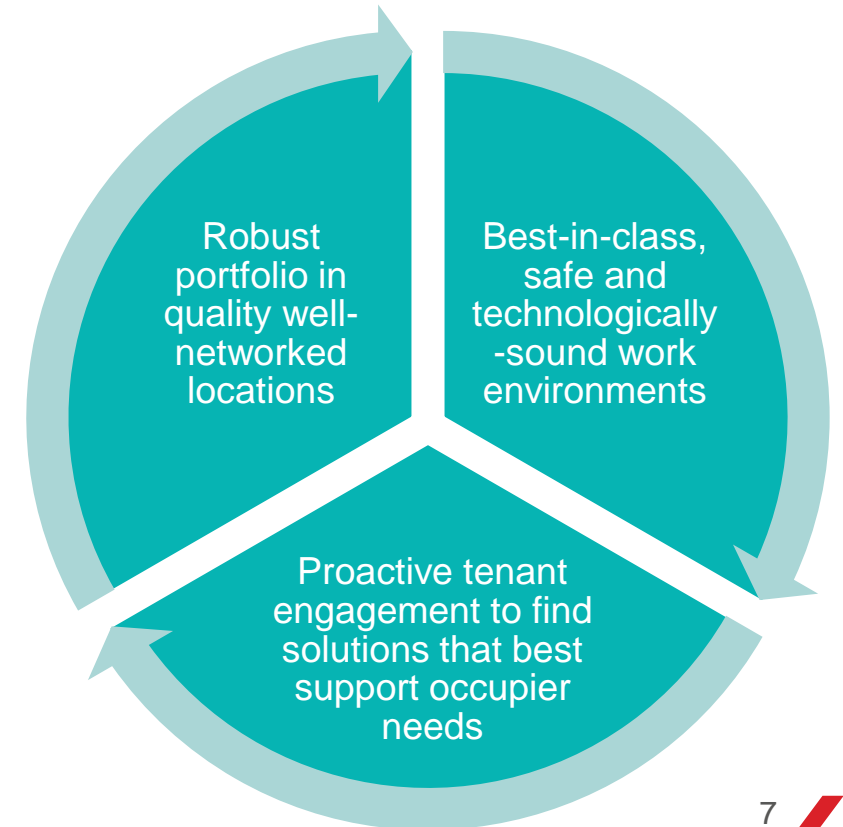 Robust
portfolio in
quality well-
networked
locations
Best-in-class,
safe and
technologically
-sound work
environments
Proactive tenant
engagement to find
solutions that best
support occupier
needs
7